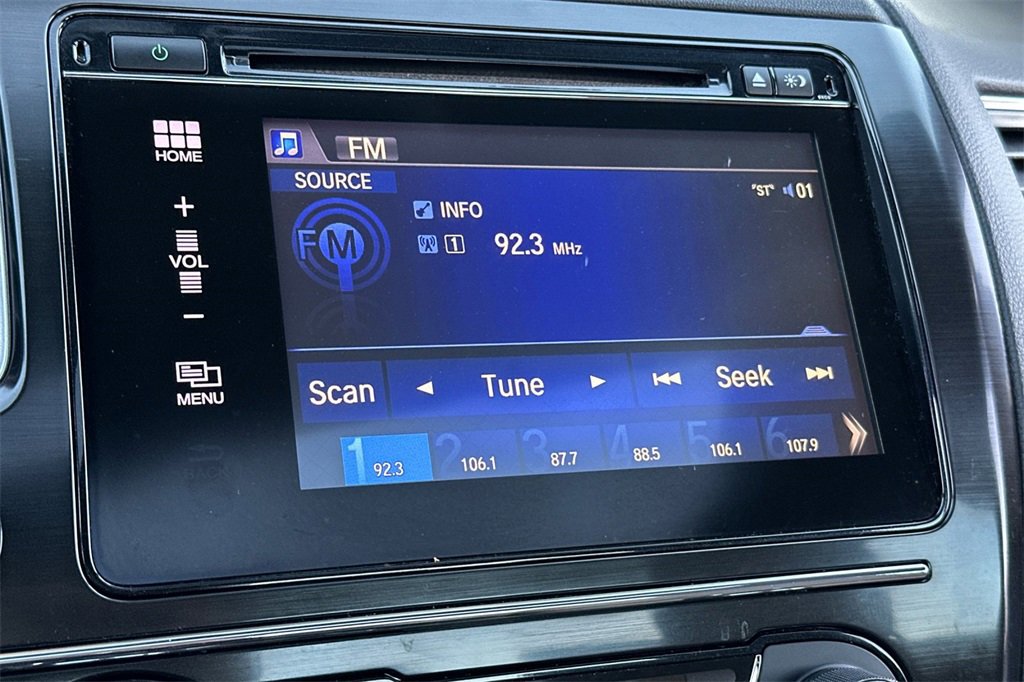 HOME
+
VOL
−
MENU
FM
SOURCE
FM
INFO
"ST" 01
1 92.3 MHz
Scan Tune Seek
1 92.3
2 106.1
3 87.7
4 88.5
5 106.1
6 107.9